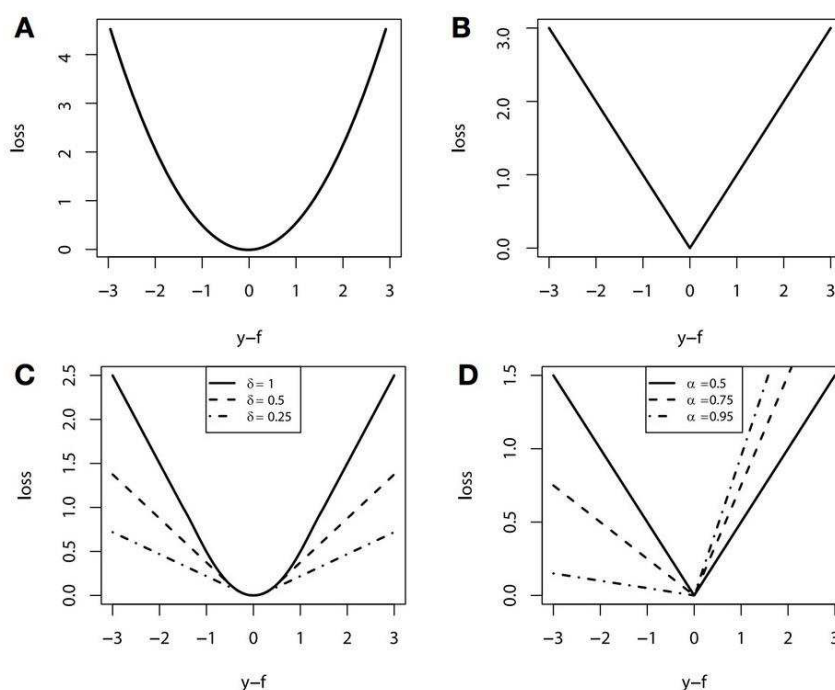 A
loss
4
3
2
1
0
−3 −2 −1 0 1 2 3
y−f
B
loss
3.0
2.0
1.0
0.0
−3 −2 −1 0 1 2 3
y−f
C
loss
2.5
2.0
1.5
1.0
0.5
0.0
δ= 1
δ= 0.5
δ= 0.25
−3 −2 −1 0 1 2 3
y−f
D
loss
1.5
1.0
0.5
0.0
α =0.5
α =0.75
α =0.95
−3 −2 −1 0 1 2 3
y−f